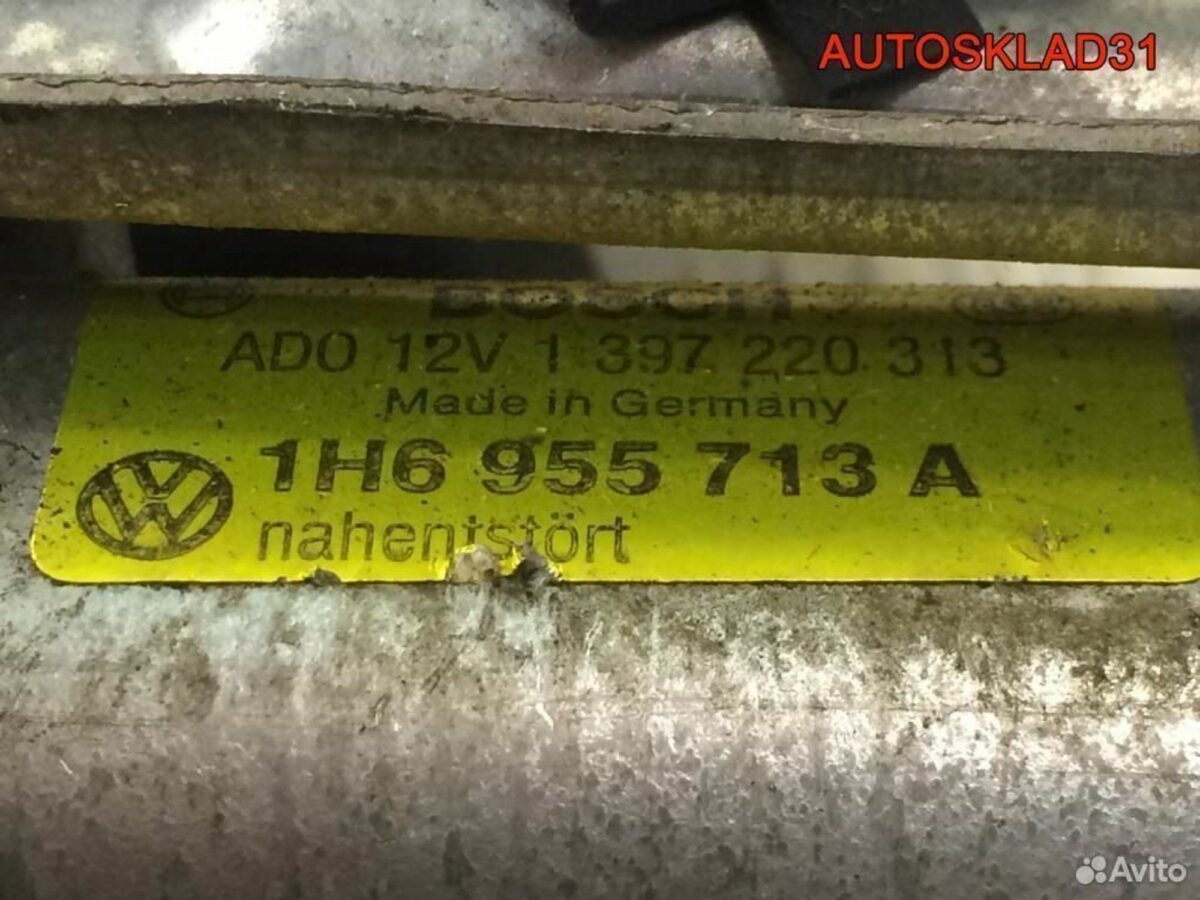 AUTOSKLAD31
BOSCH
ADO 12V 1 397 220 313
Made in Germany
1H6 955 713 A
nahentstört
Avito